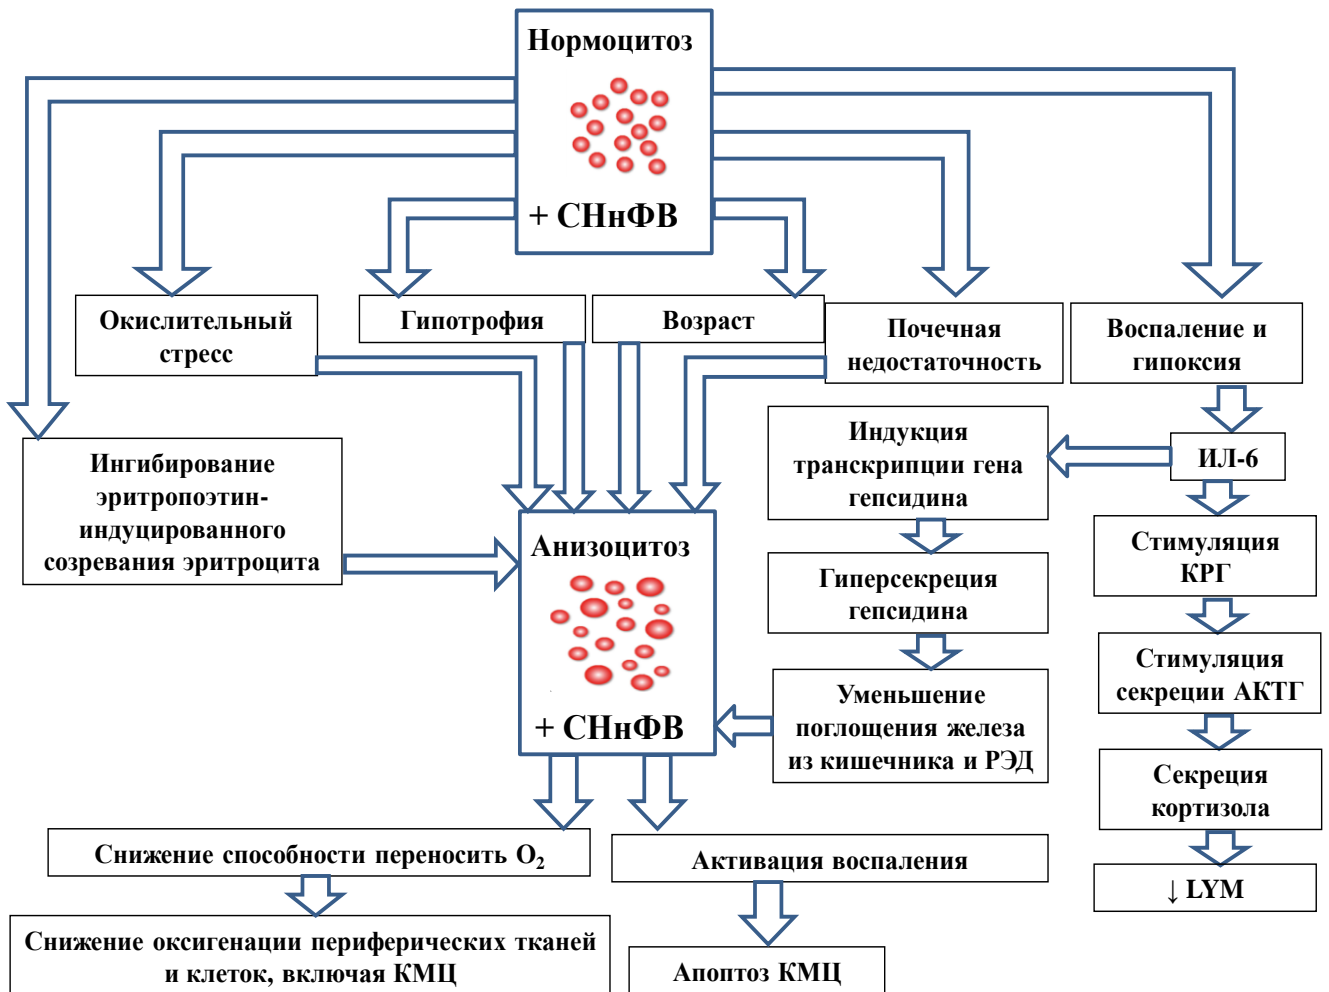 Нормоцитоз
+ СНнФВ
Окислительный
стресс
Гипотрофия
Возраст
Почечная
недостаточность
Воспаление и
гипоксия
Ингибирование
эритропоэтин-
индуцированного
созревания эритроцита
Индукция
транскрипции гена
гепсидина
ИЛ-6
Анизоцитоз
+ СНнФВ
Гиперсекреция
гепсидина
Стимуляция
КРГ
Уменьшение
поглощения железа
из кишечника и РЭД
Стимуляция
секреции АКТГ
Секреция
кортизола
Снижение способности переносить O₂
Активация воспаления
↓ LYM
Снижение оксигенации периферических тканей
и клеток, включая КМЦ
Апоптоз КМЦ